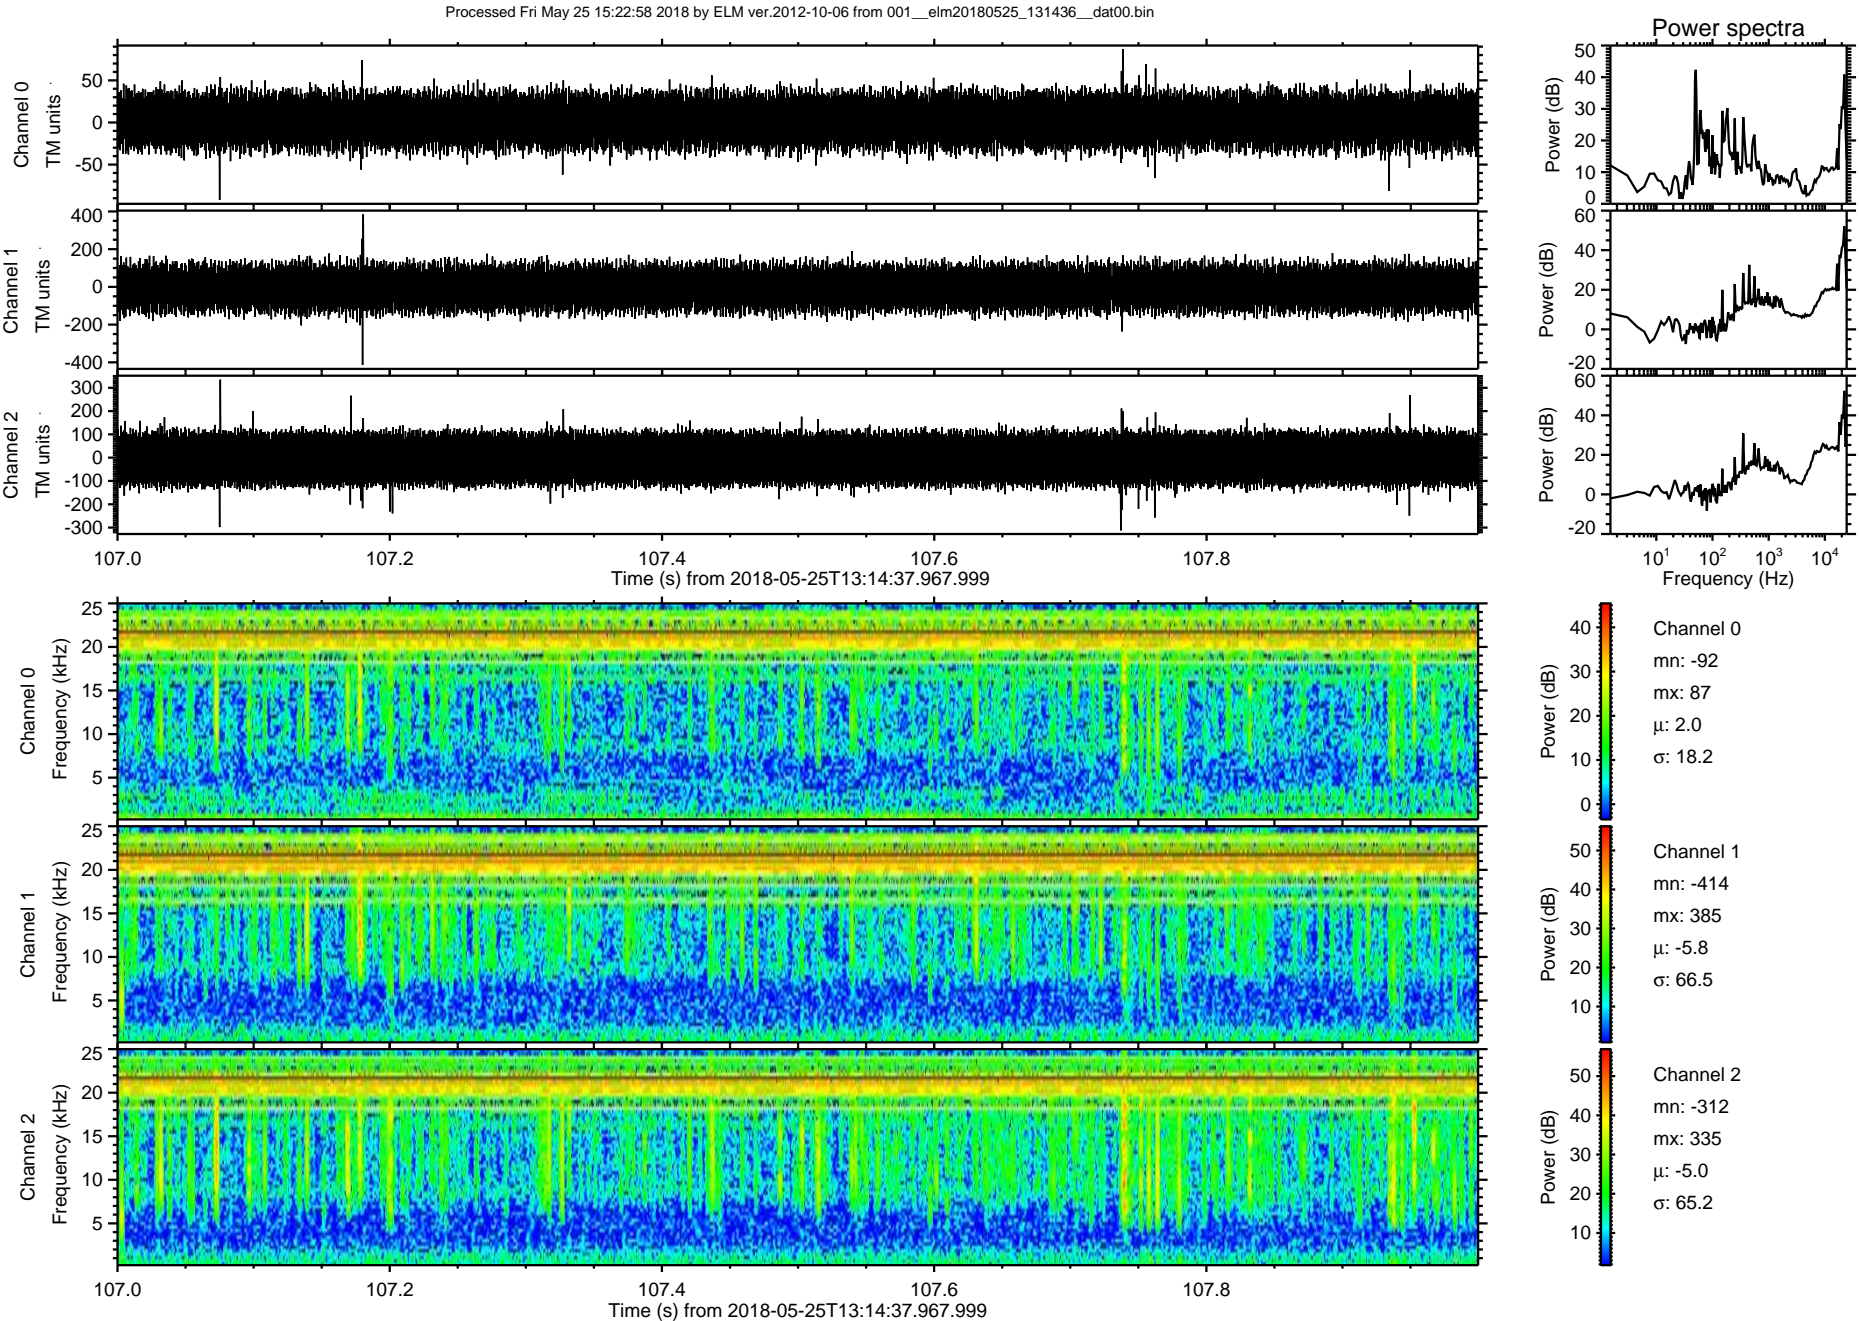 Processed Fri May 25 15:22:58 2018 by ELM ver.2012-10-06 from 001__elm20180525_131436__dat00.bin
Power spectra
Channel 0
TM units
50
0
-50
Power (dB)
50
40
30
20
10
0
Channel 1
TM units
400
200
0
-200
-400
Power (dB)
60
40
20
0
-20
Channel 2
TM units
300
200
100
0
-100
-200
-300
Power (dB)
60
40
20
0
-20
107.0 107.2 107.4 107.6 107.8
Time (s) from 2018-05-25T13:14:37.967.999
10^1 10^2 10^3 10^4
Frequency (Hz)
Channel 0
Frequency (kHz)
25
20
15
10
5
Power (dB)
40
30
20
10
0
Channel 0
mn: -92
mx: 87
μ: 2.0
σ: 18.2
Channel 1
Frequency (kHz)
25
20
15
10
5
Power (dB)
50
40
30
20
10
Channel 1
mn: -414
mx: 385
μ: -5.8
σ: 66.5
Channel 2
Frequency (kHz)
25
20
15
10
5
Power (dB)
50
40
30
20
10
Channel 2
mn: -312
mx: 335
μ: -5.0
σ: 65.2
107.0 107.2 107.4 107.6 107.8
Time (s) from 2018-05-25T13:14:37.967.999